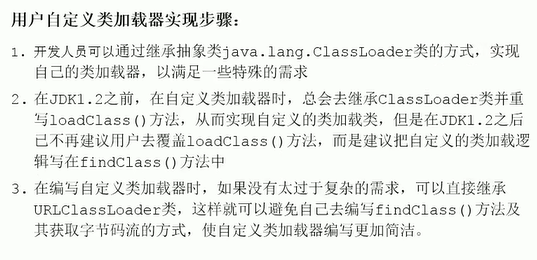 用户自定义类加载器实现步骤：
1. 开发人员可以通过继承抽象类java.lang.ClassLoader类的方式，实现
自己的类加载器，以满足一些特殊的需求
2. 在JDK1.2之前，在自定义类加载器时，总会去继承ClassLoader类并重
写loadClass()方法，从而实现自定义的类加载类，但是在JDK1.2之后
已不再建议用户去覆盖loadClass()方法，而是建议把自定义的类加载逻
辑写在findClass()方法中
3. 在编写自定义类加载器时，如果没有太过于复杂的需求，可以直接继承
URLClassLoader类，这样就可以避免自己去编写findClass()方法及
其获取字节码流的方式，使自定义类加载器编写更加简洁。